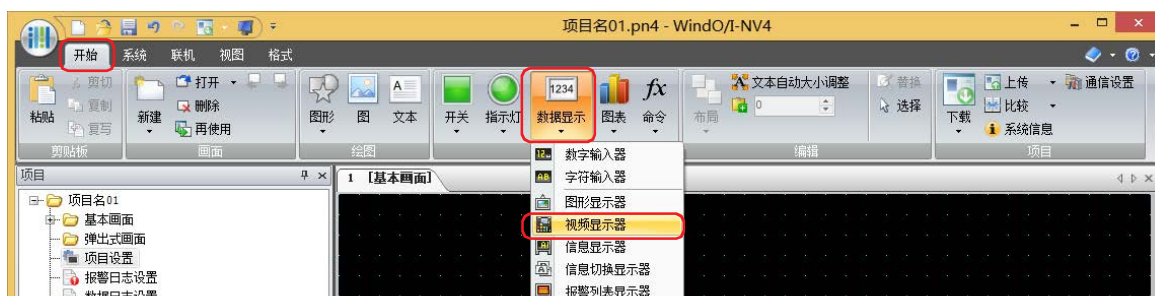 项目名01.pn4 - WindO/I-NV4
开始 系统 联机 视图 格式
粘贴 剪切 复制 复写 新建 打开 删除 再使用 图形 图 文本 A 开关 指示灯 1234 数据显示 图表 fx 命令 布局 文本自动大小调整 0 替换 选择 下载 上传 比较 系统信息 通信设置
剪贴板 画面 绘图 编辑 项目
项目
1 [基本画面]
项目名01
基本画面
弹出式画面
项目设置
报警日志设置
数据日志设置
数字输入器
字符输入器
图形显示器
视频显示器
信息显示器
信息切换显示器
报警列表显示器